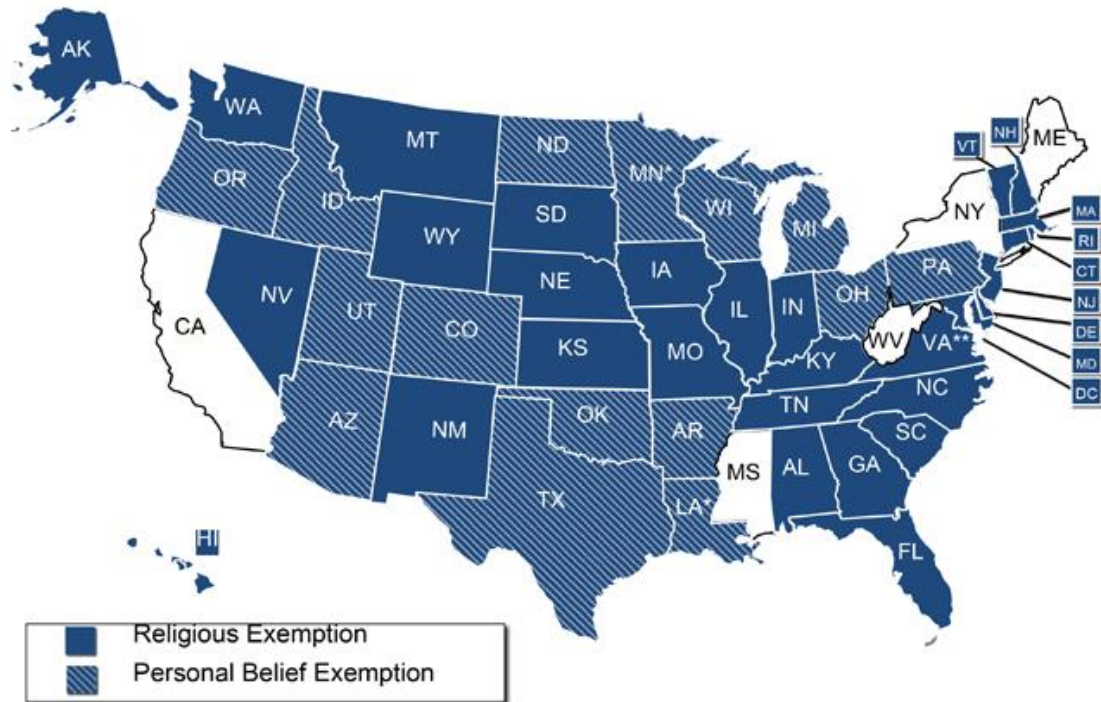 AK
WA
MT
ND
MN*
VT
NH
ME
OR
ID
SD
WI
MI
NY
MA
WY
RI
IA
PA
CT
NE
NV
UT
IL
IN
OH
NJ
CA
CO
DE
WV
VA**
KS
MO
KY
MD
DC
NC
TN
AZ
NM
OK
AR
SC
MS
AL
GA
TX
LA*
HI
FL
Religious Exemption
Personal Belief Exemption